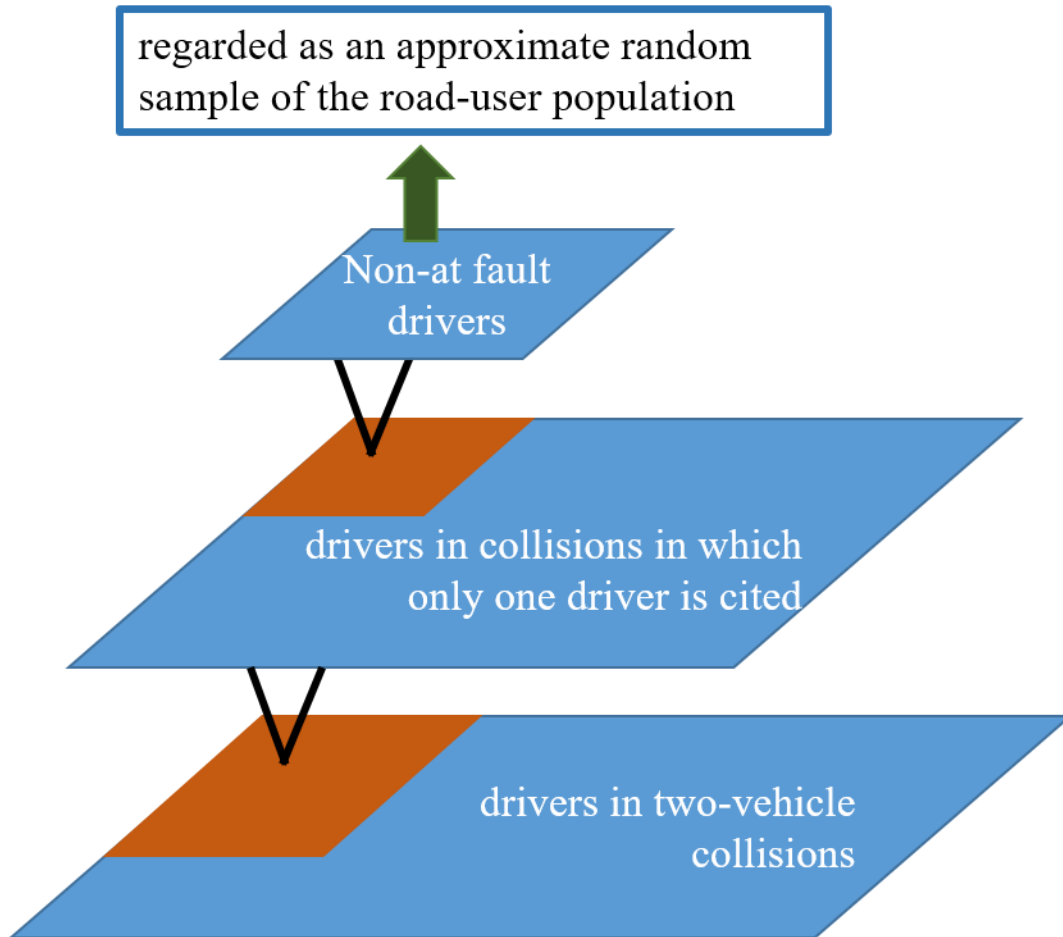 regarded as an approximate random
sample of the road-user population
Non-at fault
drivers
drivers in collisions in which
only one driver is cited
drivers in two-vehicle
collisions